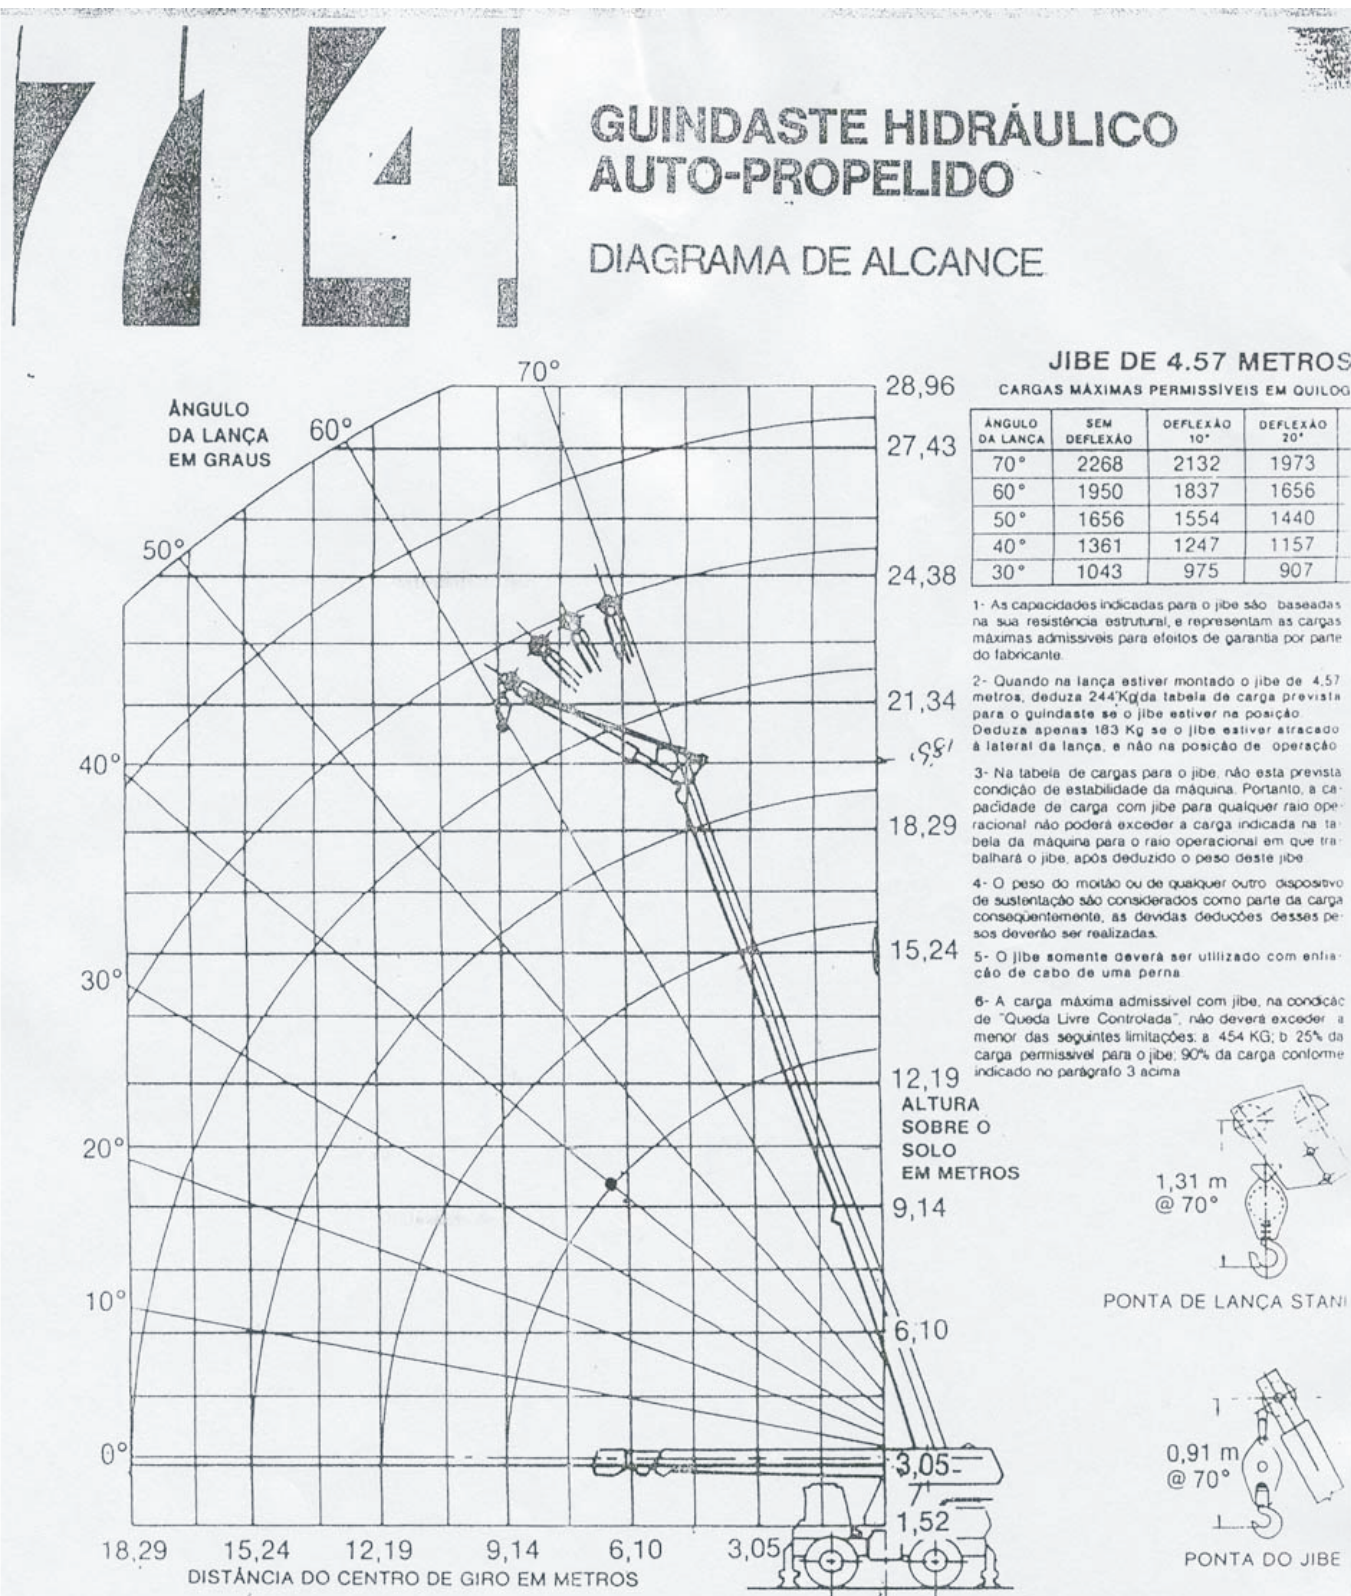 714
GUINDASTE HIDRÁULICO
AUTO-PROPELIDO
DIAGRAMA DE ALCANCE
JIBE DE 4.57 METROS
CARGAS MÁXIMAS PERMISSÍVEIS EM QUILOG
ÂNGULO DA LANÇA | SEM DEFLEXÃO | DEFLEXÃO 10° | DEFLEXÃO 20°
70° 2268 2132 1973
60° 1950 1837 1656
50° 1656 1554 1440
40° 1361 1247 1157
30° 1043 975 907
1- As capacidades indicadas para o jibe são baseadas
na sua resistência estrutural, e representam as cargas
máximas admissíveis para efeitos de garantia por parte
do fabricante.
2- Quando na lança estiver montado o jibe de 4,57
metros, deduza 244 Kg da tabela de carga prevista
para o guindaste se o jibe estiver na posição
Deduza apenas 183 Kg se o jibe estiver atracado
à lateral da lança, e não na posição de operação
3- Na tabela de cargas para o jibe, não esta prevista
condição de estabilidade da máquina. Portanto, a ca-
pacidade de carga com jibe para qualquer raio ope-
racional não poderá exceder a carga indicada na ta-
bela da máquina para o raio operacional em que tra-
balhará o jibe, após deduzido o peso deste jibe
4- O peso do moitão ou de qualquer outro dispositivo
de sustentação são considerados como parte da carga
conseqüentemente, as devidas deduções desses pe-
sos deverão ser realizadas.
5- O jibe somente deverá ser utilizado com enfia-
ção de cabo de uma perna
6- A carga máxima admissivel com jibe, na condição
de "Queda Livre Controlada", não deverá exceder a
menor das seguintes limitações: a 454 KG; b 25% da
carga permissivel para o jibe; 90% da carga conforme
indicado no parágrafo 3 acima
ÂNGULO
DA LANÇA
EM GRAUS
70°
60°
50°
40°
30°
20°
10°
0°
28,96
27,43
24,38
21,34
18,29
15,24
12,19
ALTURA
SOBRE O
SOLO
EM METROS
9,14
6,10
3,05
1,52
18,29 15,24 12,19 9,14 6,10 3,05
DISTÂNCIA DO CENTRO DE GIRO EM METROS
1,31 m
@ 70°
PONTA DE LANÇA STAN
0,91 m
@ 70°
PONTA DO JIBE